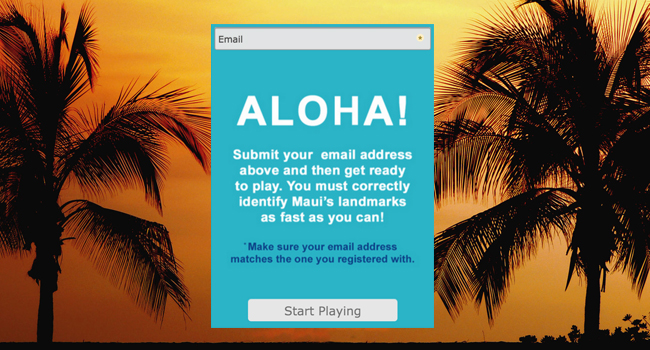 Email
ALOHA!
Submit your email address
above and then get ready
to play. You must correctly
identify Maui's landmarks
as fast as you can!
`Make sure your email address
matches the one you registered with.
Start Playing